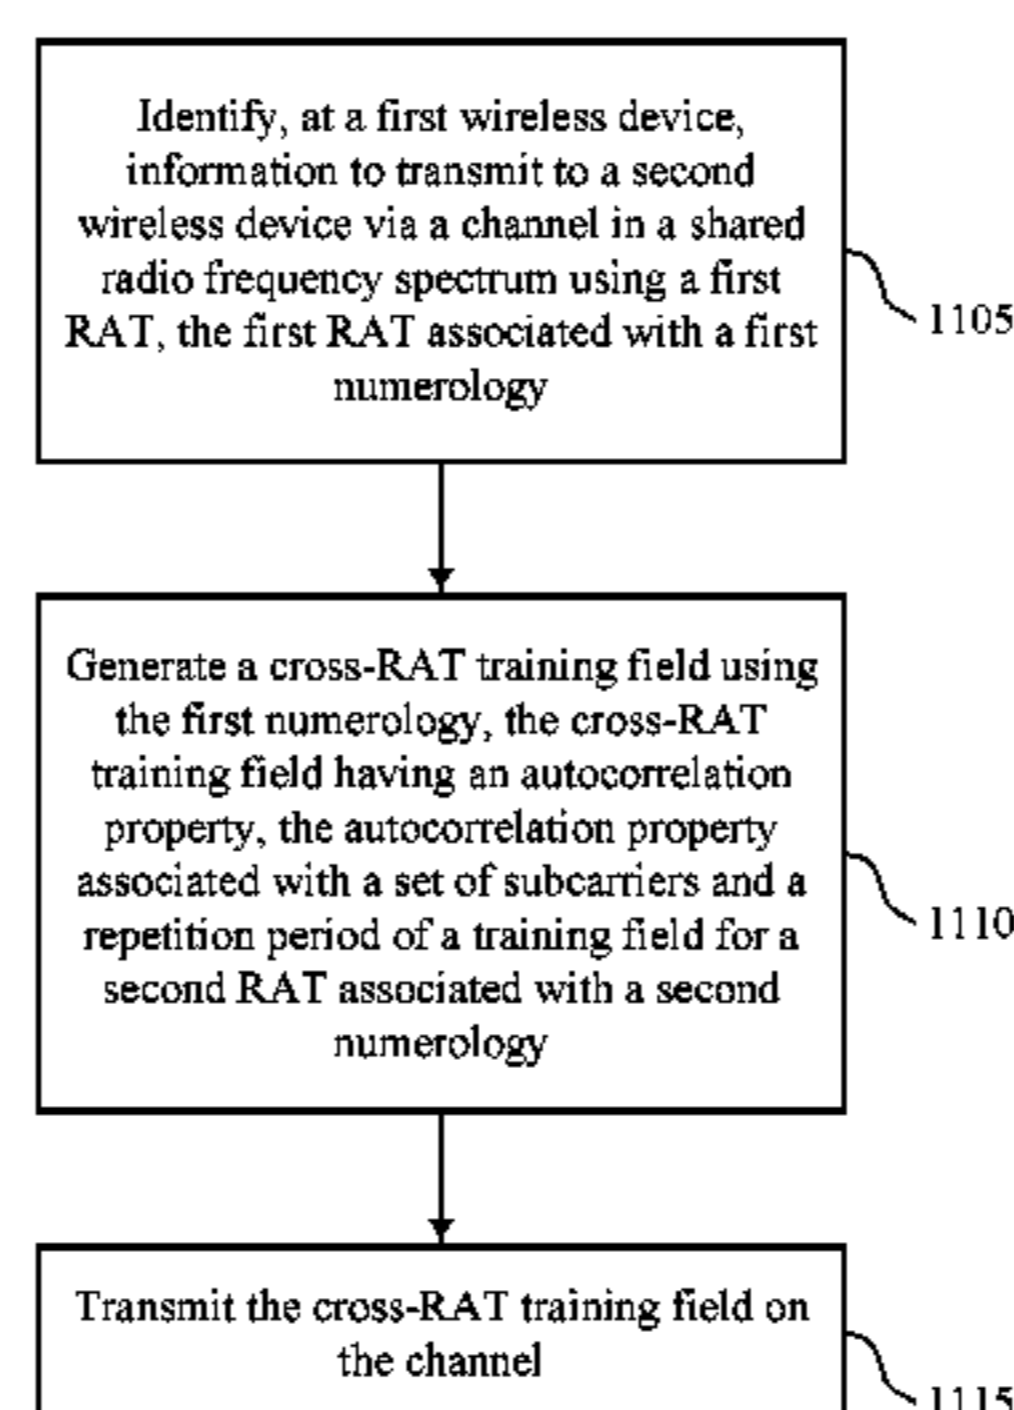 Identify, at a first wireless device,
information to transmit to a second
wireless device via a channel in a shared
radio frequency spectrum using a first
RAT, the first RAT associated with a first
numerology
1105
Generate a cross-RAT training field using
the first numerology, the cross-RAT
training field having an autocorrelation
property, the autocorrelation property
associated with a set of subcarriers and a
repetition period of a training field for a
second RAT associated with a second
numerology
1110
Transmit the cross-RAT training field on
the channel
1115